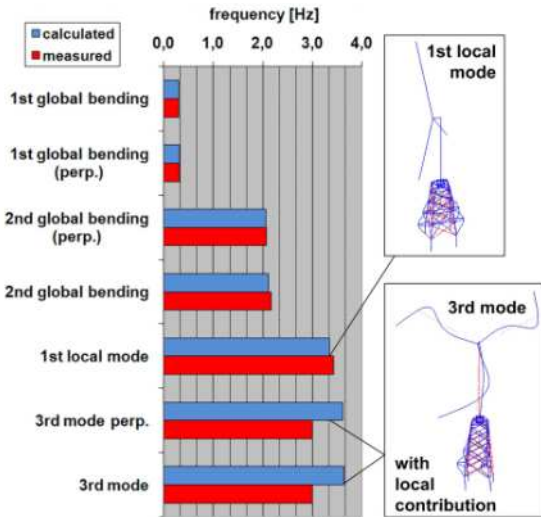 frequency [Hz]
calculated
measured
0,0 1,0 2,0 3,0 4,0
1st global bending
1st global bending
(perp.)
2nd global bending
(perp.)
2nd global bending
1st local mode
3rd mode perp.
3rd mode
1st local
mode
3rd mode
with
local
contribution